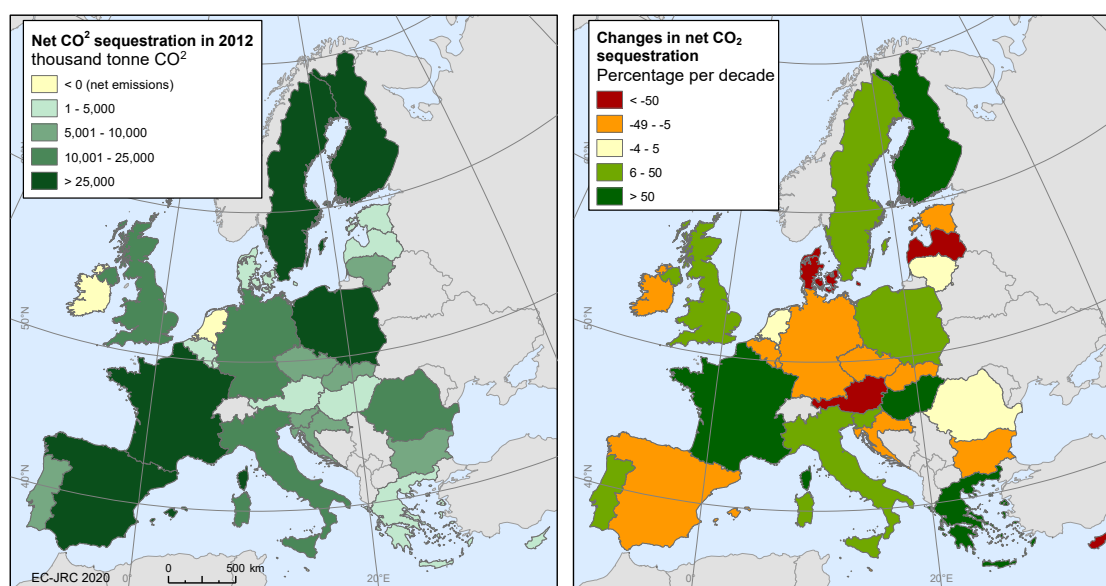 Net CO² sequestration in 2012
thousand tonne CO²
< 0 (net emissions)
1 - 5,000
5,001 - 10,000
10,001 - 25,000
> 25,000
50°N
40°N
EC-JRC 2020
0°
0 500 km
20°E
Changes in net CO₂
sequestration
Percentage per decade
< -50
-49 - -5
-4 - 5
6 - 50
> 50
50°N
40°N
0°
20°E